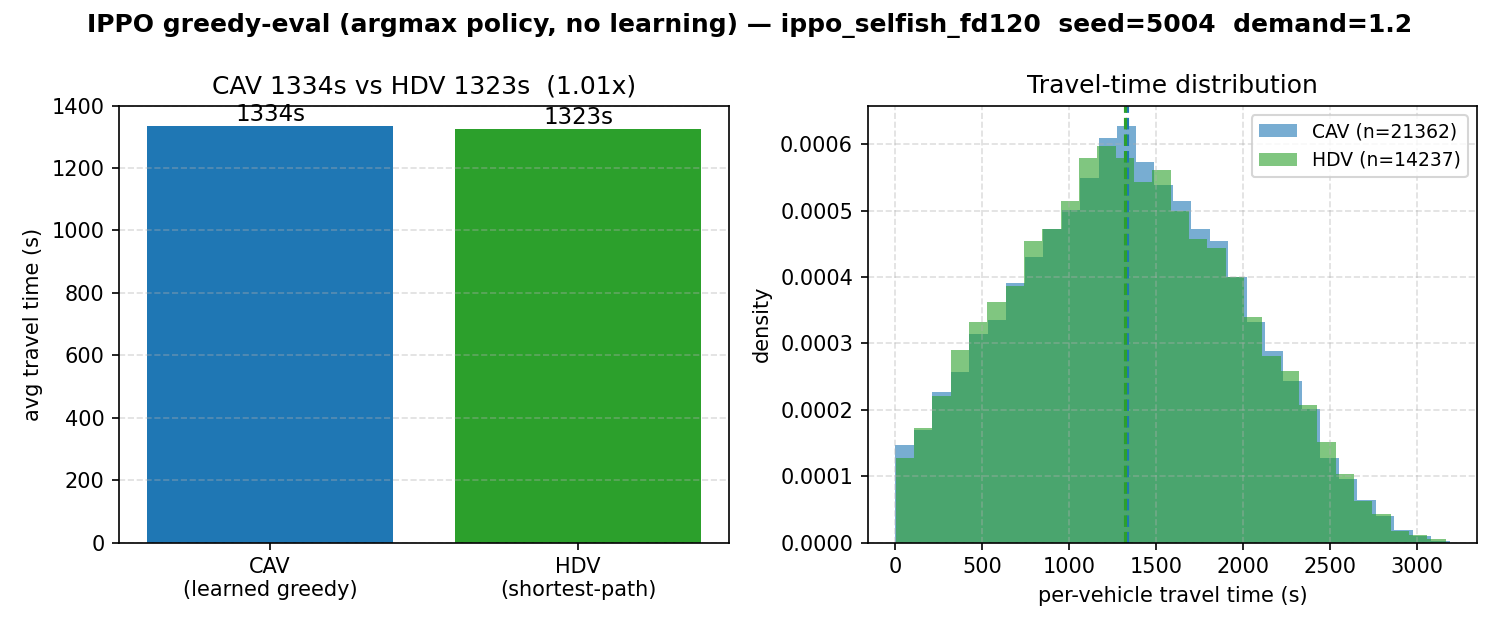 IPPO greedy-eval (argmax policy, no learning) — ippo_selfish_fd120  seed=5004  demand=1.2
CAV 1334s vs HDV 1323s  (1.01x)
1334s
1323s
1400
1200
1000
800
600
400
200
0
avg travel time (s)
CAV
(learned greedy)
HDV
(shortest-path)
Travel-time distribution
CAV (n=21362)
HDV (n=14237)
0.0006
0.0005
0.0004
0.0003
0.0002
0.0001
0.0000
density
0
500
1000
1500
2000
2500
3000
per-vehicle travel time (s)